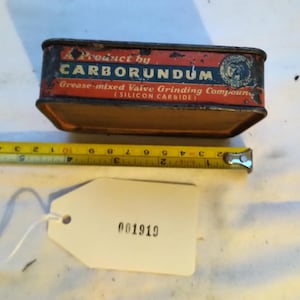 A Product by
CARBORUNDUM
Grease-mixed Valve Grinding Compound
(SILICON CARBIDE)
001919